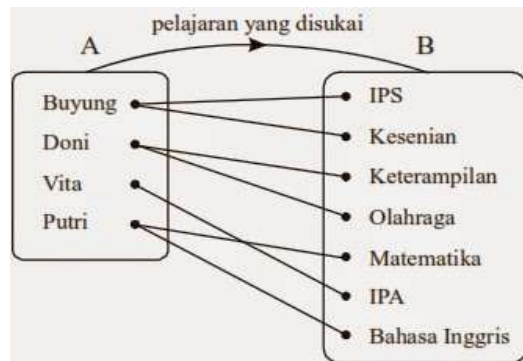 pelajaran yang disukai
A
B
Buyung
Doni
Vita
Putri
IPS
Kesenian
Keterampilan
Olahraga
Matematika
IPA
Bahasa Inggris